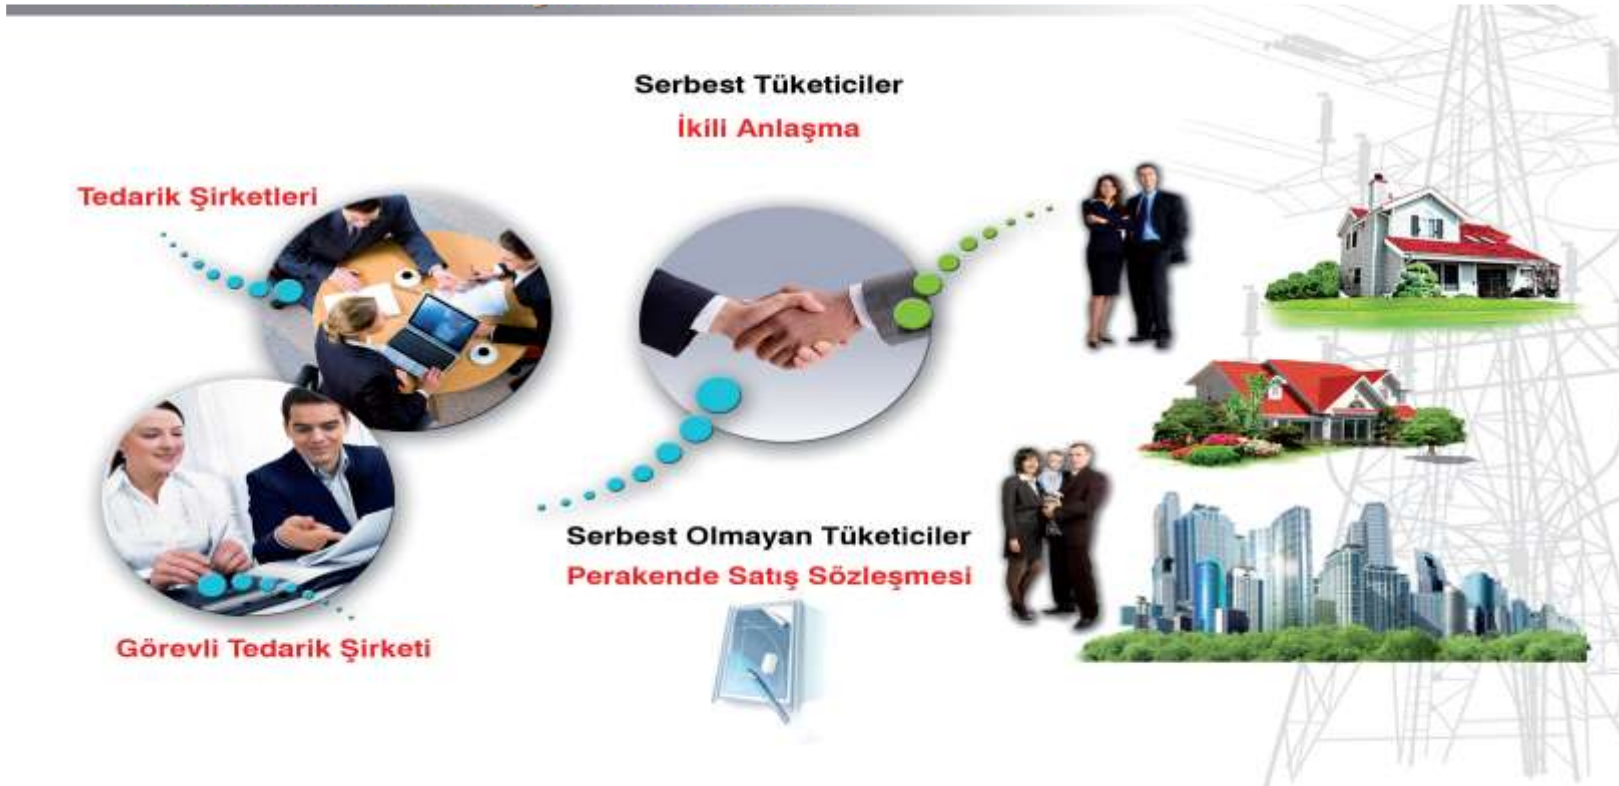 Serbest Tüketiciler
İkili Anlaşma
Tedarik Şirketleri
Serbest Olmayan Tüketiciler
Perakende Satış Sözleşmesi
Görevli Tedarik Şirketi